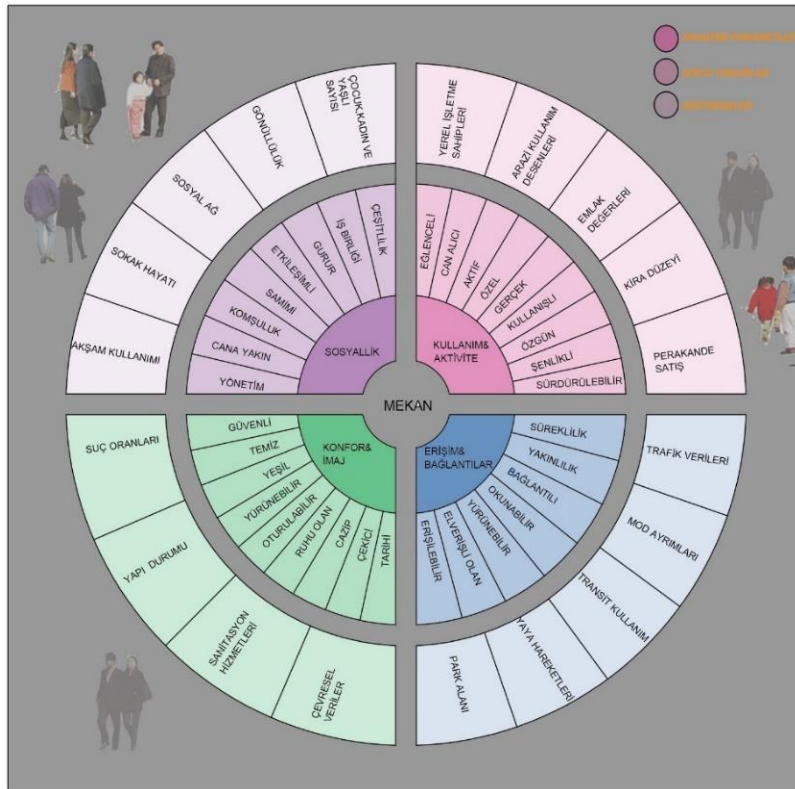 ÇOCUK,KADIN VE
YAŞLI
SAYISI
GÖNÜLLÜLÜK
SOSYAL AĞ
SOKAK HAYATI
AKŞAM KULLANIMI
ÇEŞİTLİLİK
İŞ BİRLİĞİ
GURUR
ETKİLEŞİMLİ
SAMİMİ
KOMŞULUK
CANA YAKIN
YÖNETİM
SOSYALLİK
YEREL İŞLETME
SAHİPLERİ
ARAZİ KULLANIM
DESENLERİ
EMLAK
DEĞERLERİ
KİRA DÜZEYİ
PERAKANDE
SATIŞ
EĞLENCELİ
CAN ALICI
AKTİF
ÖZEL
GERÇEK
KULLANIŞLI
ÖZGÜN
ŞENLİKLİ
SÜRDÜRÜLEBİLİR
KULLANIM&
AKTİVİTE
MEKAN
KONFOR&
İMAJ
GÜVENLİ
TEMİZ
YEŞİL
YÜRÜNEBİLİR
OTURULABİLİR
RUHU OLAN
CAZİP
ÇEKİCİ
TARİHİ
SUÇ ORANLARI
YAPI DURUMU
SANİTASYON
HİZMETLERİ
ÇEVRESEL
VERİLER
ERİŞİM&
BAĞLANTILAR
SÜREKLİLİK
YAKINLILIK
BAĞLANTILI
OKUNABİLİR
YÜRÜNEBİLİR
ELVERİŞLİ OLAN
ERİŞİLEBİLİR
TRAFİK VERİLERİ
MOD AYRIMLARI
TRANSİT KULLANIM
YAYA HAREKETLERİ
PARK ALANI